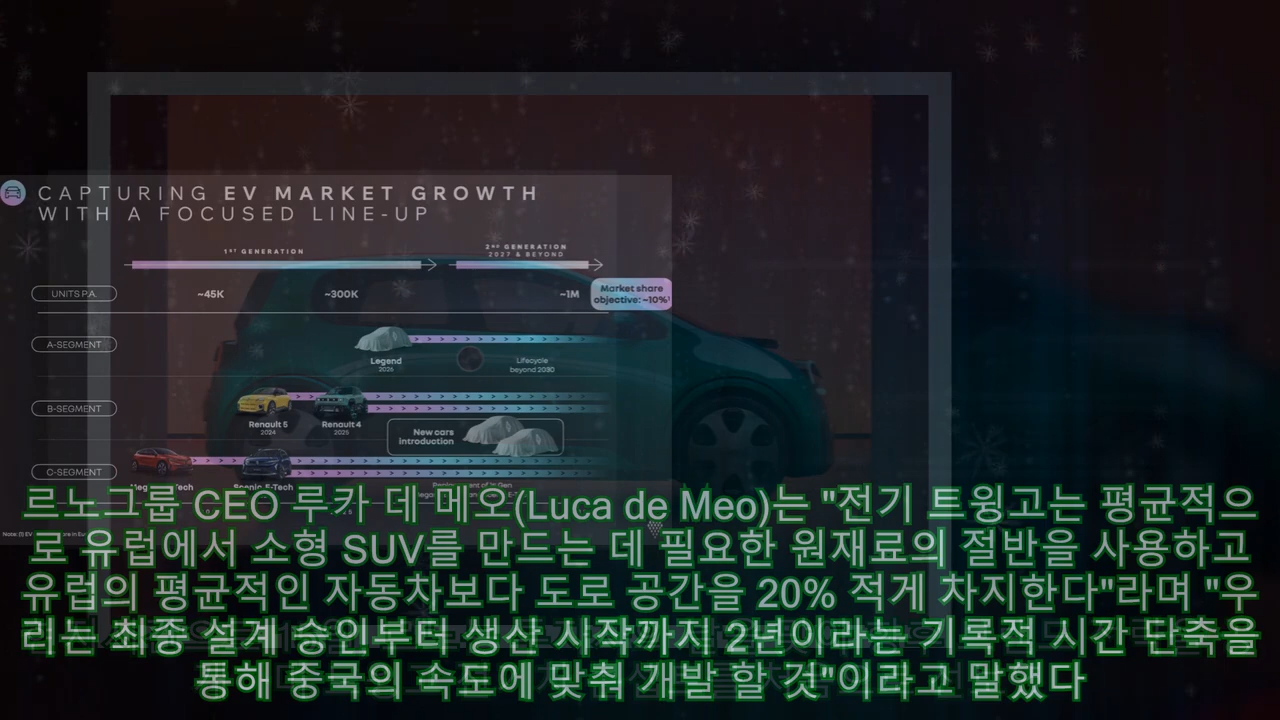 CAPTURING EV MARKET GROWTH
WITH A FOCUSED LINE-UP
1ST GENERATION
2ND GENERATION
2027 & BEYOND
UNITS P.A.
~45K
~300K
~1M
Market share
objective: ~10%¹
A-SEGMENT
Legend
2026
Lifecycle
beyond 2030
B-SEGMENT
Renault 5
2024
Renault 4
2025
New cars
introduction
C-SEGMENT
르노그룹 CEO 루카 데 메오(Luca de Meo)는 "전기 트윙고는 평균적으
로 유럽에서 소형 SUV를 만드는 데 필요한 원재료의 절반을 사용하고
유럽의 평균적인 자동차보다 도로 공간을 20% 적게 차지한다"라며 "우
리는 최종 설계 승인부터 생산 시작까지 2년이라는 기록적 시간 단축을
통해 중국의 속도에 맞춰 개발 할 것"이라고 말했다